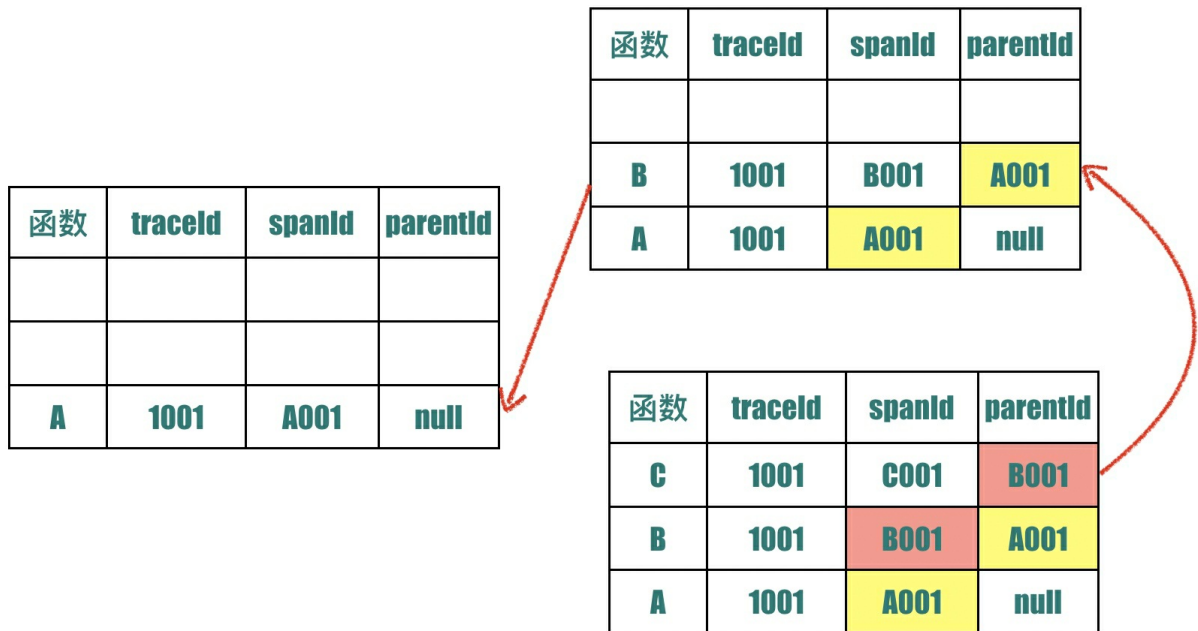 函数 traceId spanId parentId
A 1001 A001 null
函数 traceId spanId parentId
B 1001 B001 A001
A 1001 A001 null
函数 traceId spanId parentId
C 1001 C001 B001
B 1001 B001 A001
A 1001 A001 null